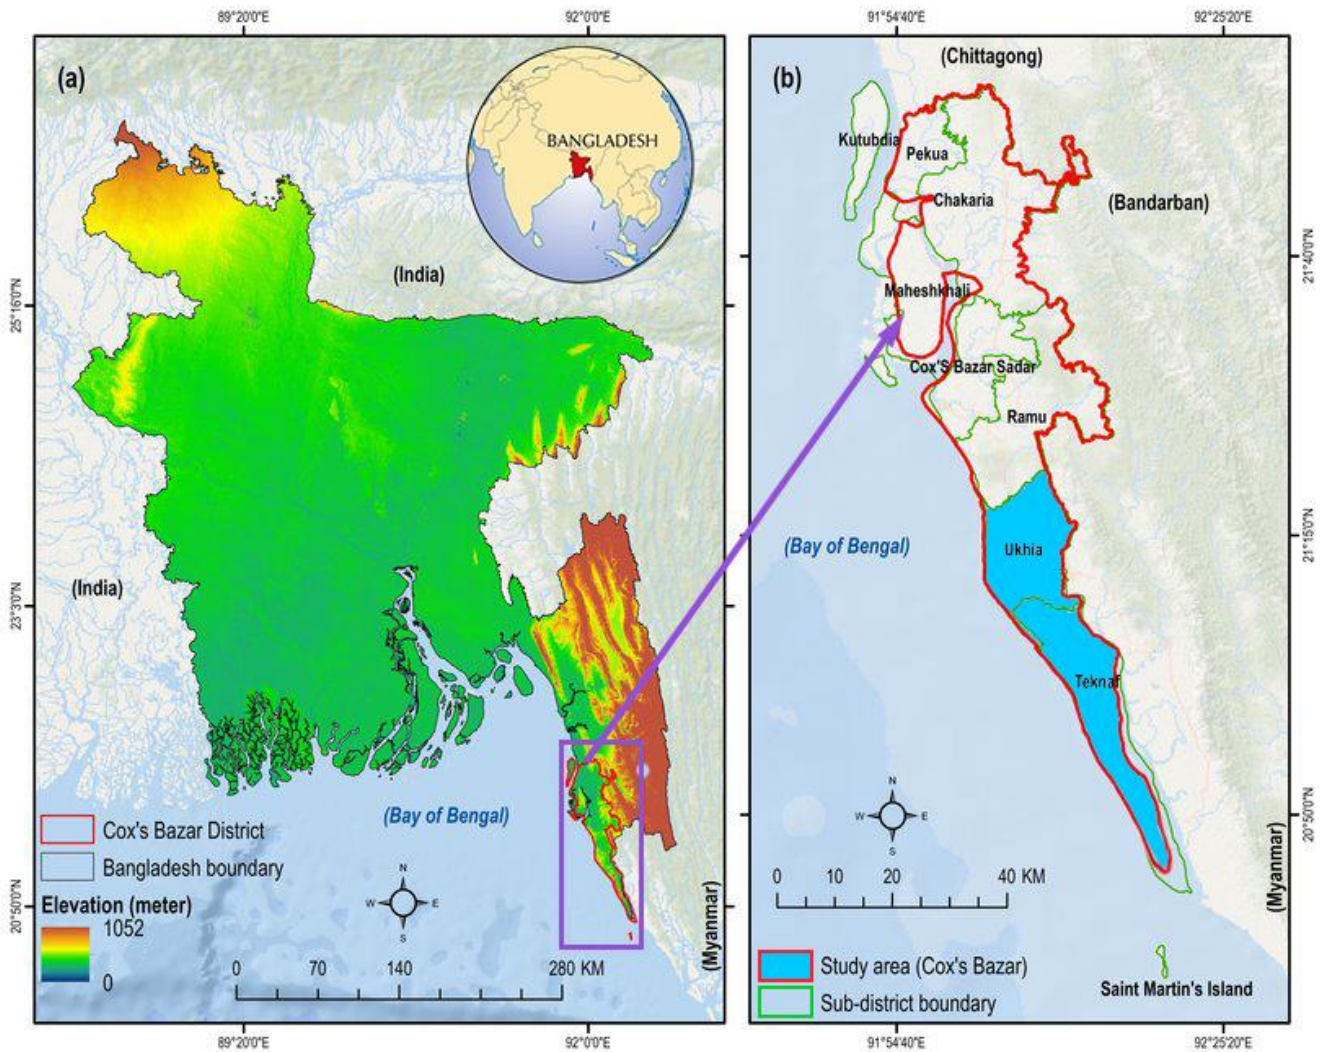 89°20'0"E
92°0'0"E
91°54'40"E
92°25'20"E
(a)
BANGLADESH
(India)
(India)
25°16'0"N
23°3'0"N
20°50'0"N
(Bay of Bengal)
(Myanmar)
Cox's Bazar District
Bangladesh boundary
Elevation (meter)
1052
0
N
W
E
S
0 70 140 280 KM
89°20'0"E
92°0'0"E
(b)
(Chittagong)
Kutubdia
Pekua
Chakaria
(Bandarban)
21°40'0"N
Maheshkhali
Cox'S Bazar Sadar
Ramu
21°15'0"N
(Bay of Bengal)
Ukhia
Teknaf
20°50'0"N
N
W
E
S
0 20 40 KM
(Myanmar)
Study area (Cox's Bazar)
Sub-district boundary
Saint Martin's Island
91°54'40"E
92°25'20"E